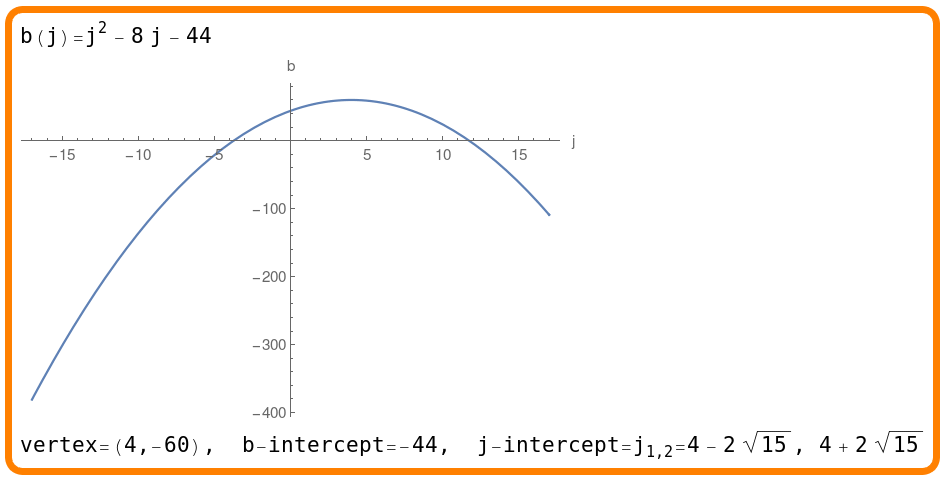 b(j)=j² − 8 j − 44
b
j
−15 −10 −5 5 10 15
−100
−200
−300
−400
vertex=(4,−60), b−intercept=−44, j−intercept=j₁,₂=4 − 2 √15, 4 + 2 √15